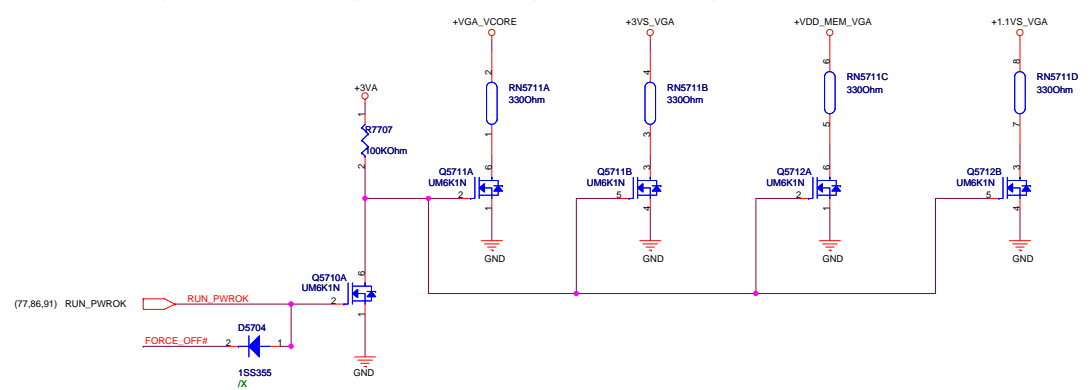 +VGA_VCORE
+3VS_VGA
+VDD_MEM_VGA
+1.1VS_VGA
2
4
6
8
RN5711A
330Ohm
RN5711B
330Ohm
RN5711C
330Ohm
RN5711D
330Ohm
1
3
5
7
+3VA
1
R7707
100KOhm
2
Q5711A
UM6K1N
6
2
1
GND
Q5711B
UM6K1N
3
5
4
GND
Q5712A
UM6K1N
6
2
1
GND
Q5712B
UM6K1N
3
5
4
GND
Q5710A
UM6K1N
6
2
1
GND
(77,86,91) RUN_PWROK
RUN_PWROK
D5704
FORCE_OFF#
2
1
1SS355
/X